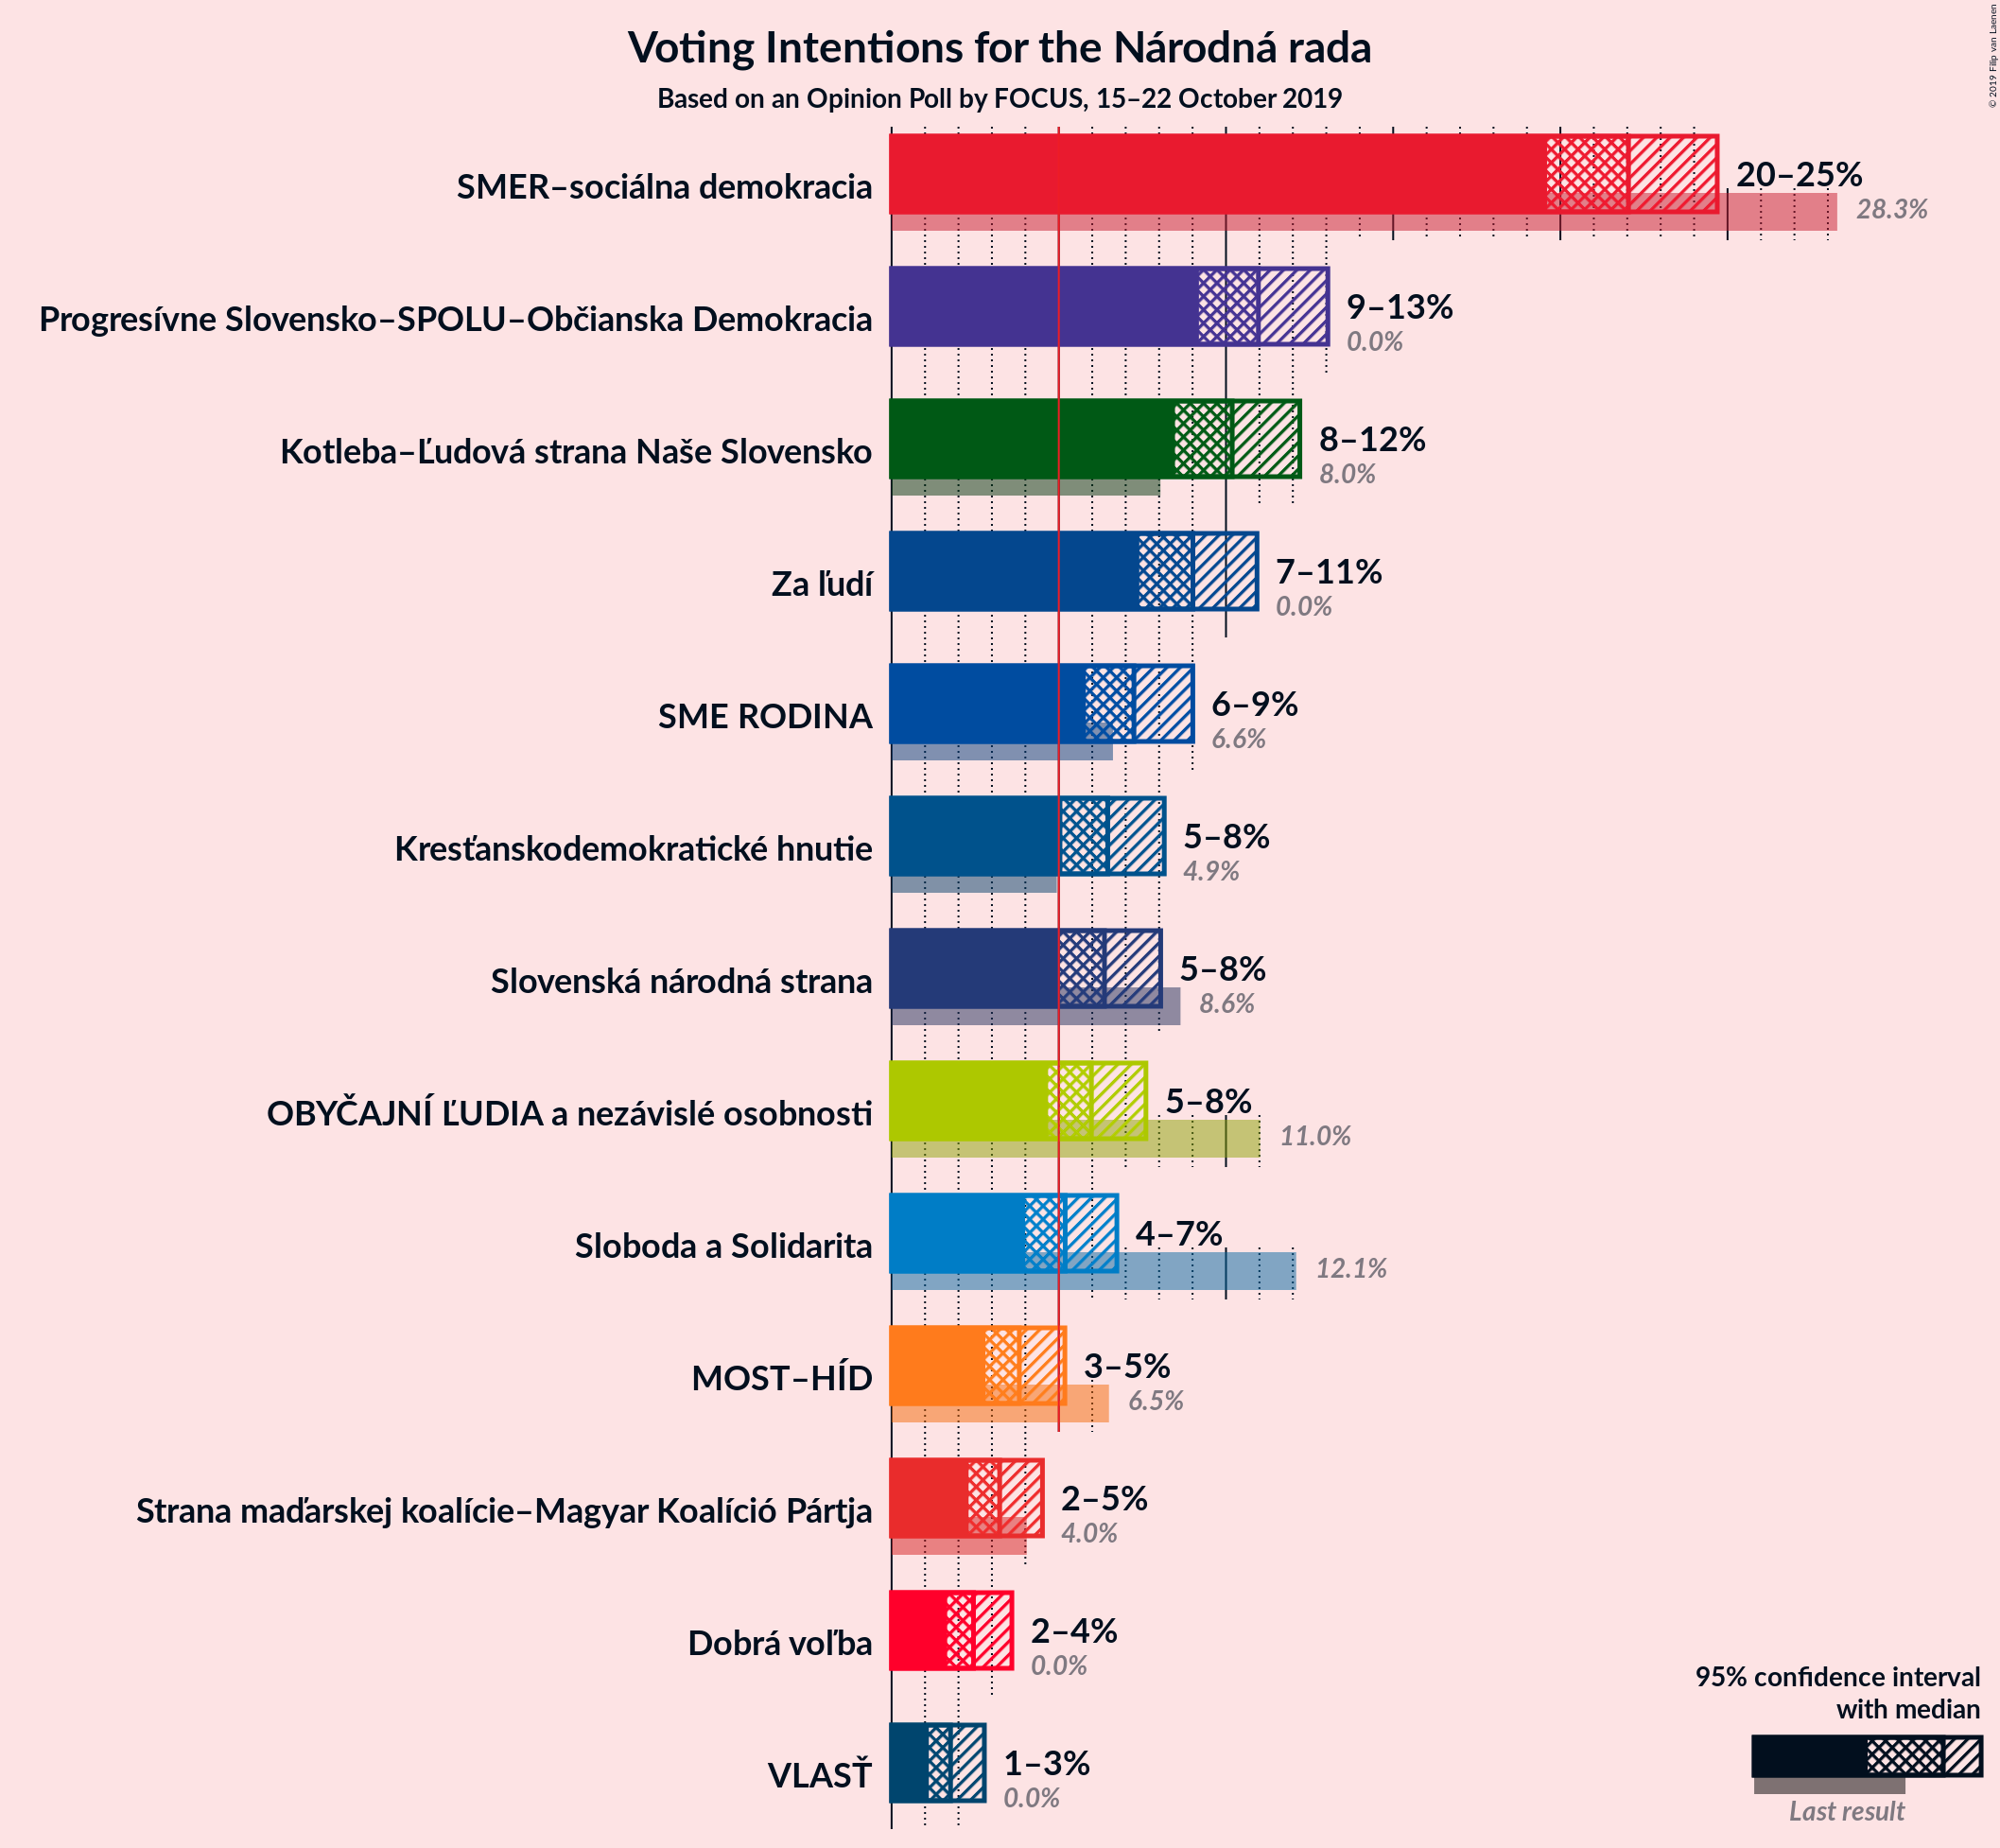 Voting Intentions for the Národná rada
Based on an Opinion Poll by FOCUS, 15–22 October 2019
© 2019 Filip van Laenen
SMER–sociálna demokracia
20–25%
28.3%
Progresívne Slovensko–SPOLU–Občianska Demokracia
9–13%
0.0%
Kotleba–Ľudová strana Naše Slovensko
8–12%
8.0%
Za ľudí
7–11%
0.0%
SME RODINA
6–9%
6.6%
Kresťanskodemokratické hnutie
5–8%
4.9%
Slovenská národná strana
5–8%
8.6%
OBYČAJNÍ ĽUDIA a nezávislé osobnosti
5–8%
11.0%
Sloboda a Solidarita
4–7%
12.1%
MOST–HÍD
3–5%
6.5%
Strana maďarskej koalície–Magyar Koalíció Pártja
2–5%
4.0%
Dobrá voľba
2–4%
0.0%
VLASŤ
1–3%
0.0%
95% confidence interval
with median
Last result